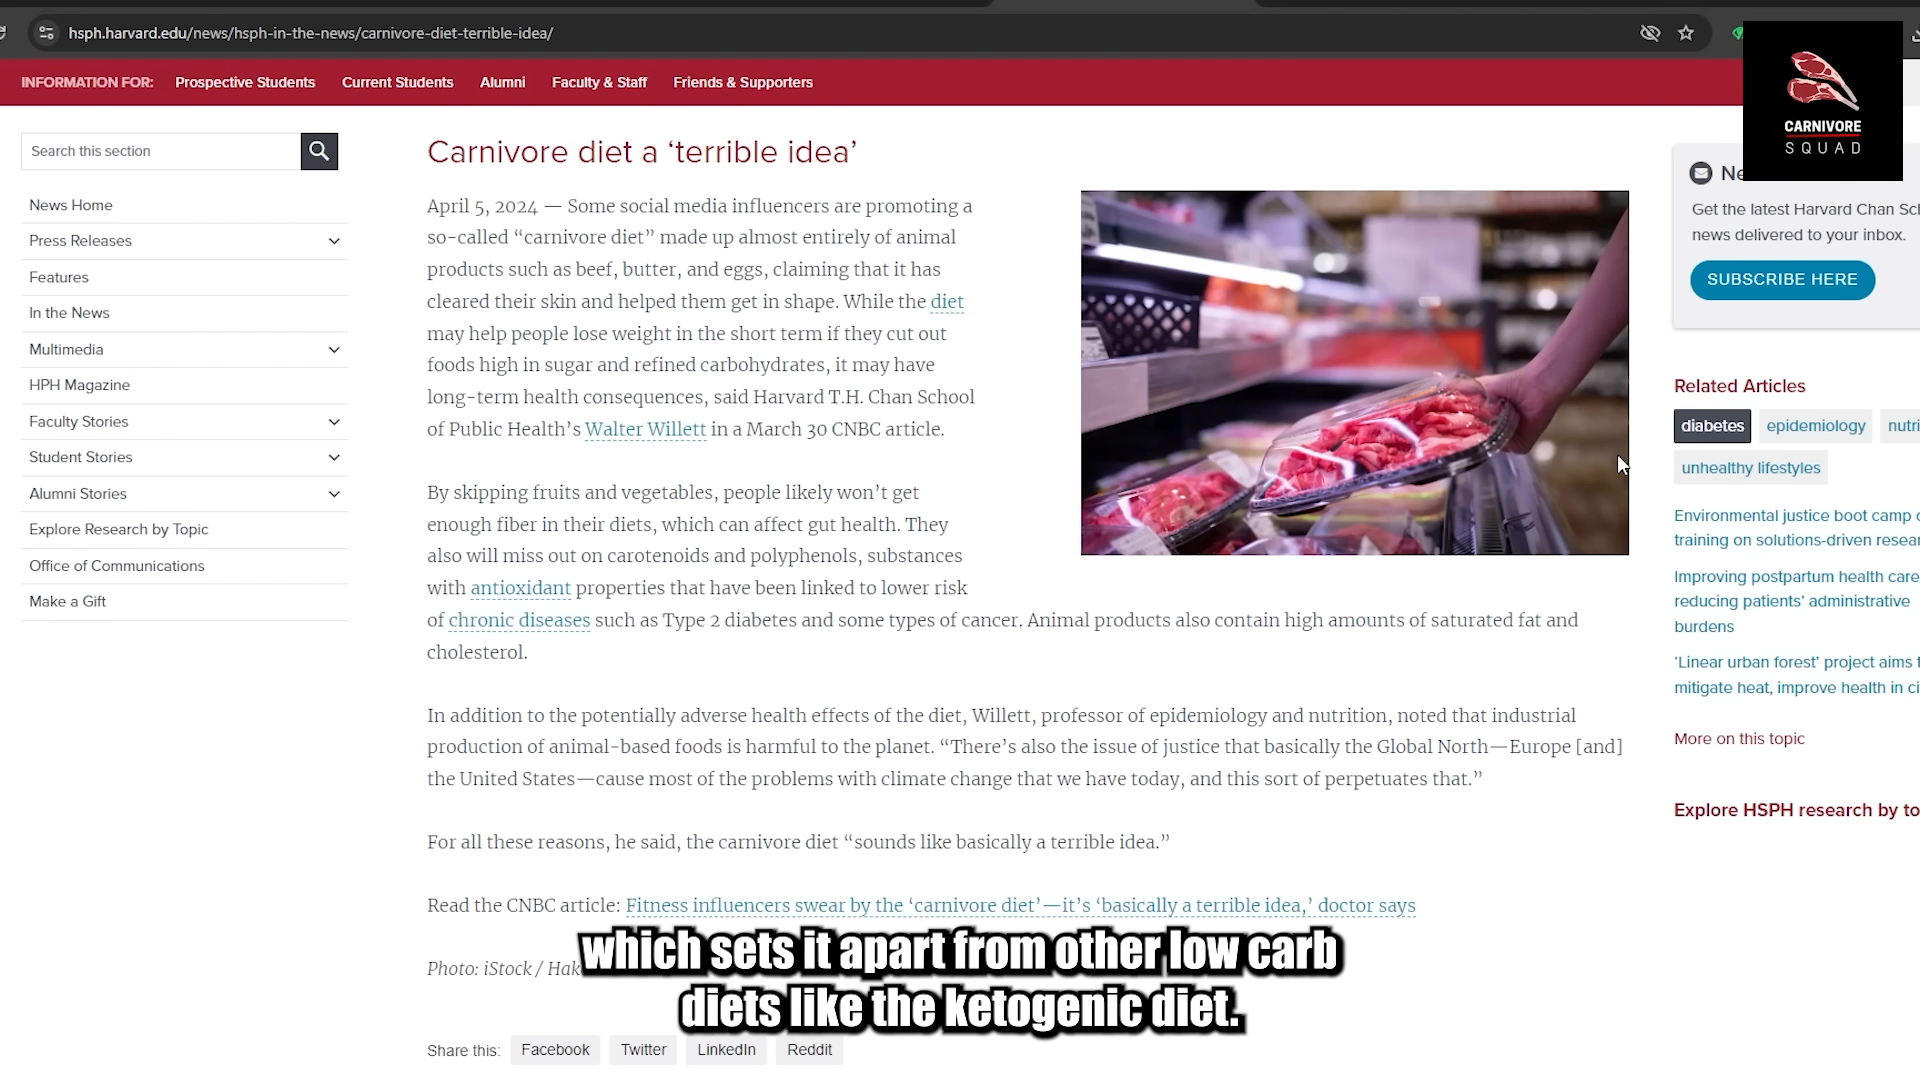 hsph.harvard.edu/news/hsph-in-the-news/carnivore-diet-terrible-idea/
INFORMATION FOR: Prospective Students Current Students Alumni Faculty & Staff Friends & Supporters
CARNIVORE
SQUAD
Search this section
News Home
Press Releases
Features
In the News
Multimedia
HPH Magazine
Faculty Stories
Student Stories
Alumni Stories
Explore Research by Topic
Office of Communications
Make a Gift
Carnivore diet a ‘terrible idea’
April 5, 2024 — Some social media influencers are promoting a
so-called “carnivore diet” made up almost entirely of animal
products such as beef, butter, and eggs, claiming that it has
cleared their skin and helped them get in shape. While the diet
may help people lose weight in the short term if they cut out
foods high in sugar and refined carbohydrates, it may have
long-term health consequences, said Harvard T.H. Chan School
of Public Health’s Walter Willett in a March 30 CNBC article.
By skipping fruits and vegetables, people likely won’t get
enough fiber in their diets, which can affect gut health. They
also will miss out on carotenoids and polyphenols, substances
with antioxidant properties that have been linked to lower risk
of chronic diseases such as Type 2 diabetes and some types of cancer. Animal products also contain high amounts of saturated fat and
cholesterol.
In addition to the potentially adverse health effects of the diet, Willett, professor of epidemiology and nutrition, noted that industrial
production of animal-based foods is harmful to the planet. “There’s also the issue of justice that basically the Global North—Europe [and]
the United States—cause most of the problems with climate change that we have today, and this sort of perpetuates that.”
For all these reasons, he said, the carnivore diet “sounds like basically a terrible idea.”
Read the CNBC article: Fitness influencers swear by the ‘carnivore diet’—it’s ‘basically a terrible idea,’ doctor says
Photo: iStock / Hak
which sets it apart from other low carb
diets like the ketogenic diet.
Share this: Facebook Twitter LinkedIn Reddit
Ne
Get the latest Harvard Chan Sch
news delivered to your inbox.
SUBSCRIBE HERE
Related Articles
diabetes epidemiology nutri
unhealthy lifestyles
Environmental justice boot camp
training on solutions-driven resear
Improving postpartum health care
reducing patients’ administrative
burdens
‘Linear urban forest’ project aims t
mitigate heat, improve health in ci
More on this topic
Explore HSPH research by to